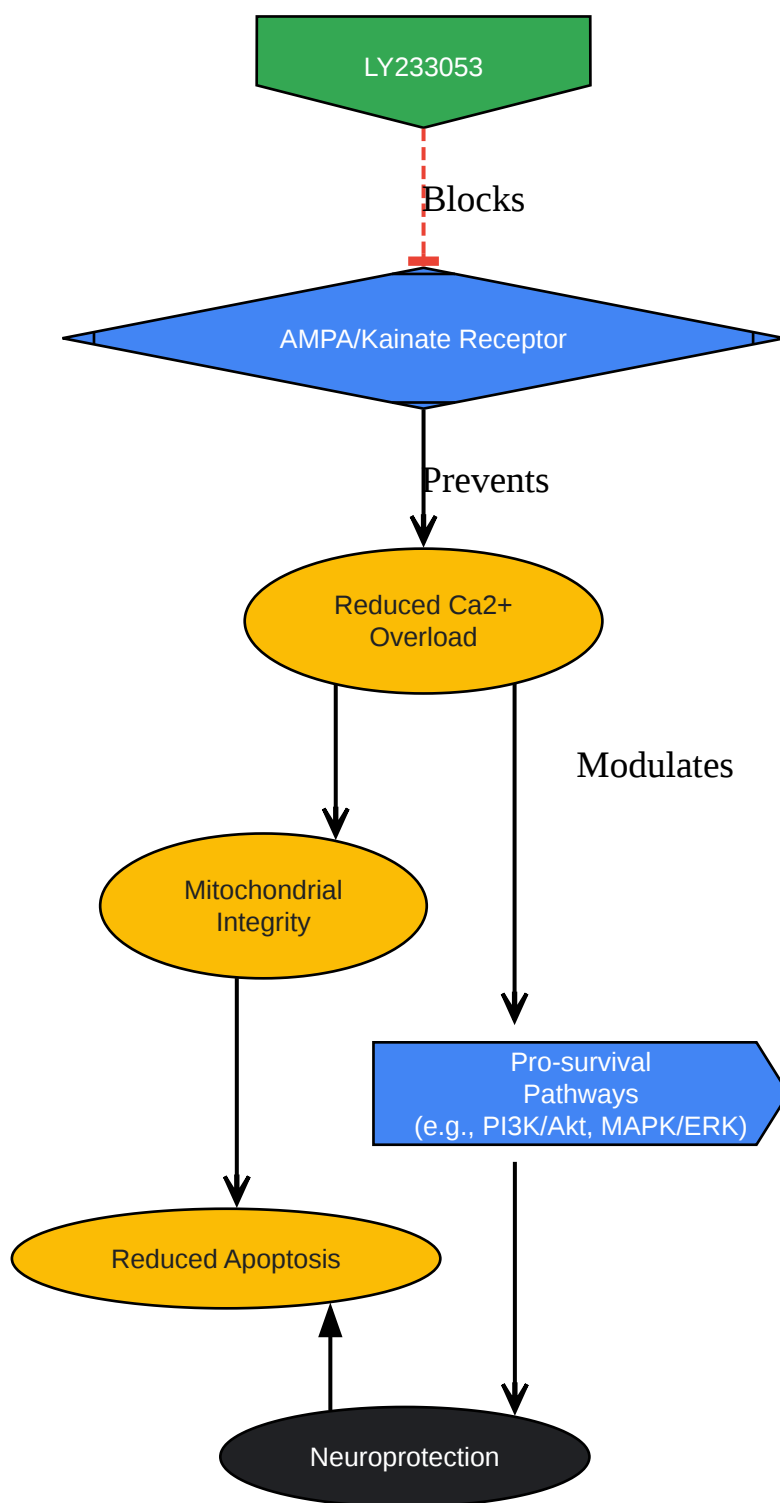 LY233053
Blocks
AMPA/Kainate Receptor
Prevents
Reduced Ca2+
Overload
Modulates
Mitochondrial
Integrity
Pro-survival
Pathways
(e.g., PI3K/Akt, MAPK/ERK)
Reduced Apoptosis
Neuroprotection